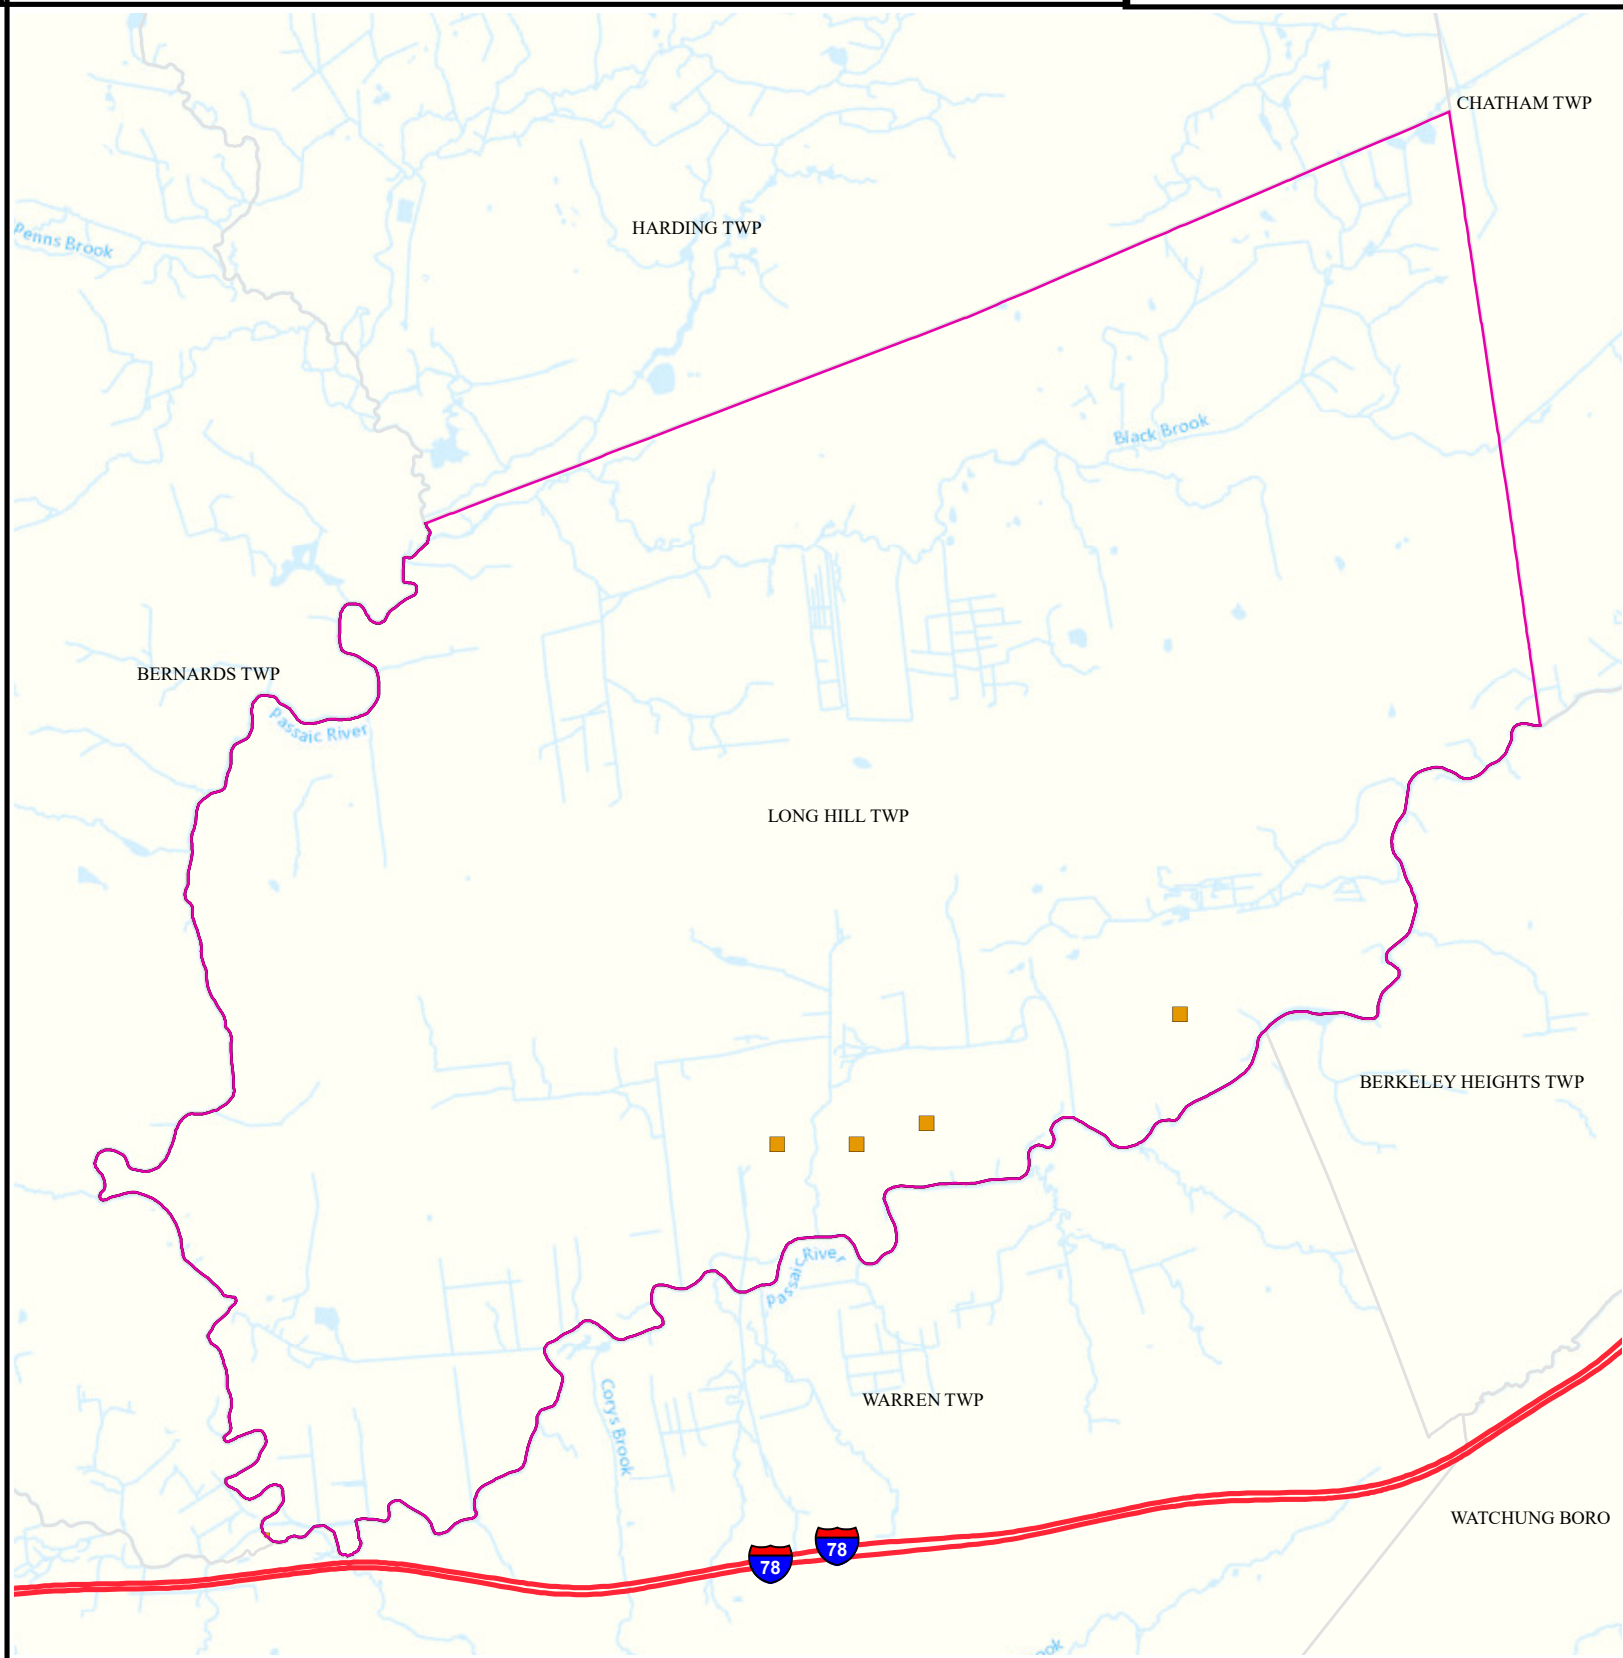 CHATHAM TWP
HARDING TWP
Penns Brook
Black Brook
BERNARDS TWP
Passaic River
LONG HILL TWP
BERKELEY HEIGHTS TWP
Passaic River
Corys Brook
WARREN TWP
WATCHUNG BORO
78
78